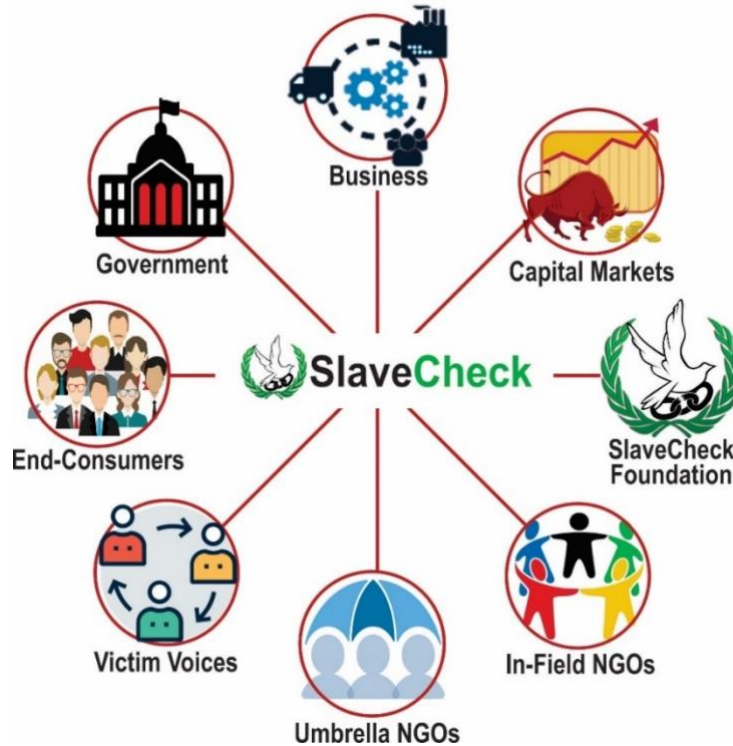 Business
Government
Capital Markets
End-Consumers
SlaveCheck
SlaveCheck
Foundation
Victim Voices
In-Field NGOs
Umbrella NGOs